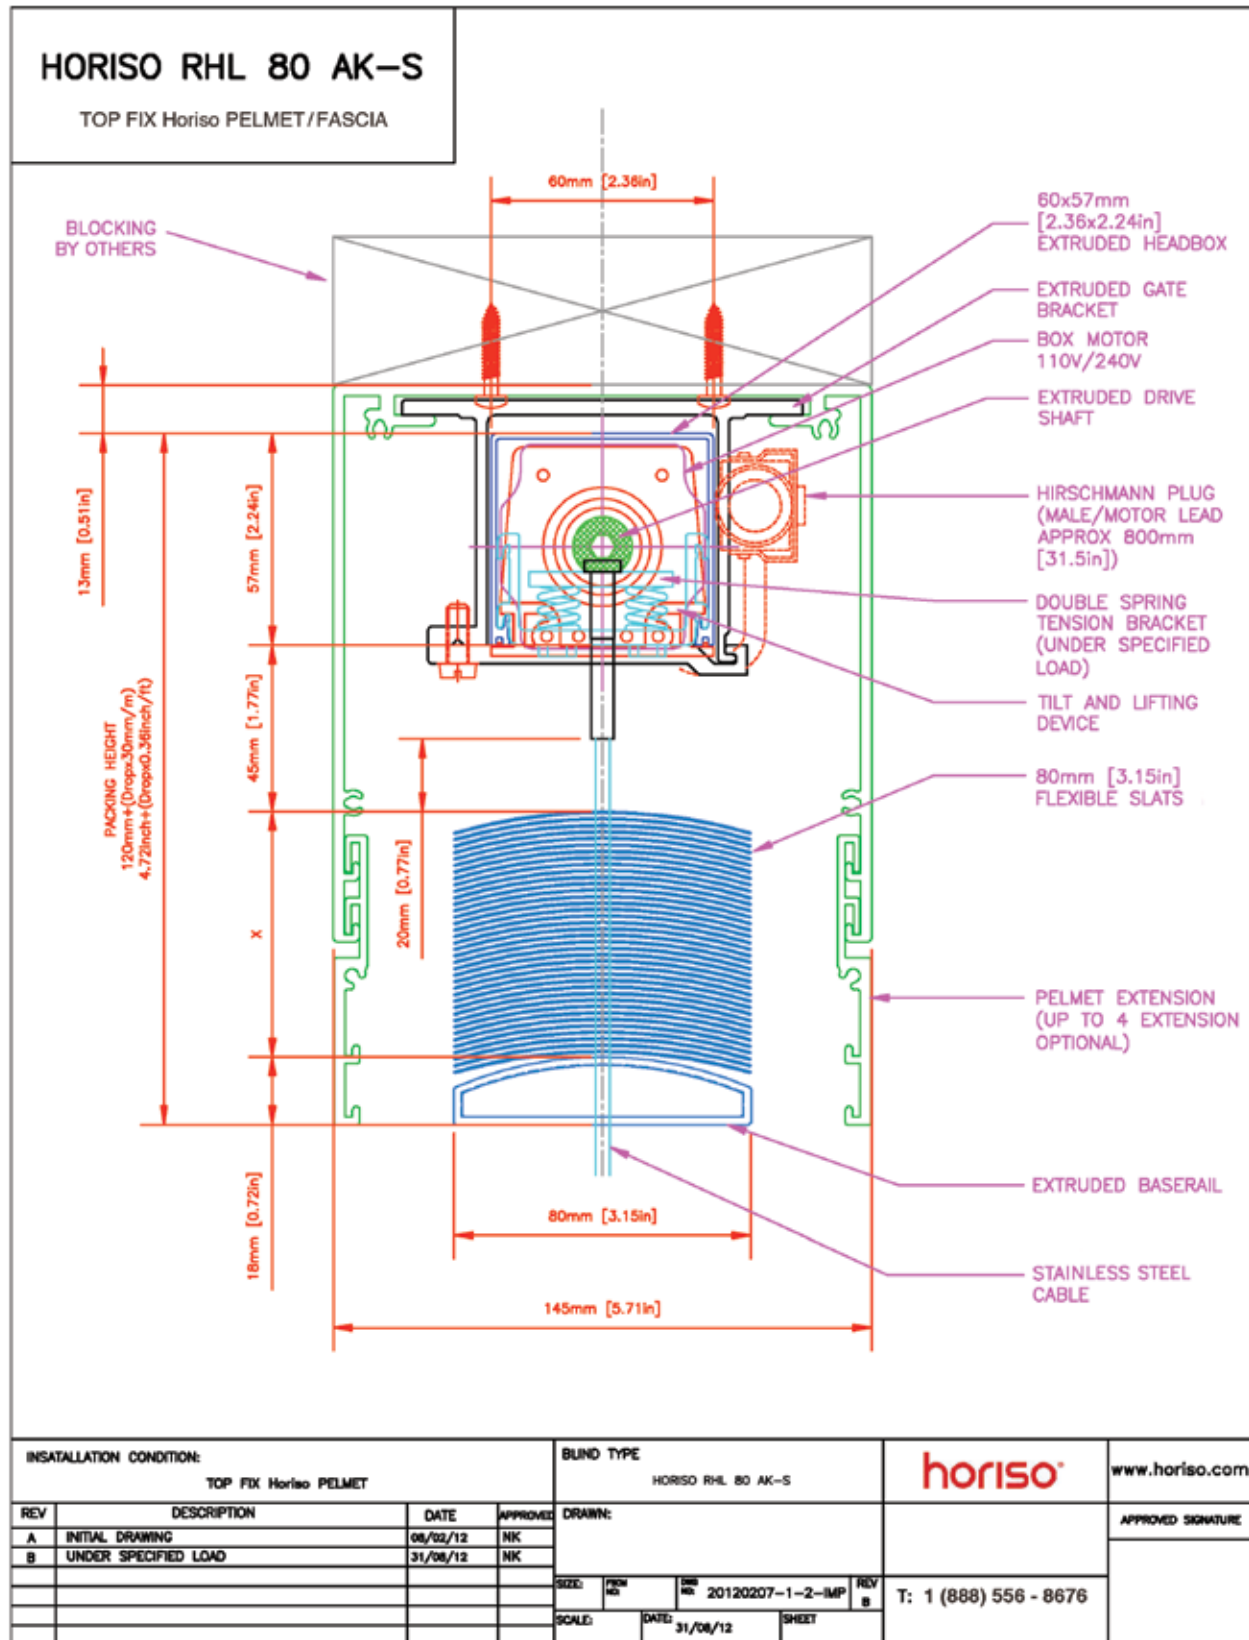 HORISO RHL 80 AK-S
TOP FIX Horiso PELMET/FASCIA
BLOCKING
BY OTHERS
60mm [2.36in]
60x57mm
[2.36x2.24in]
EXTRUDED HEADBOX
EXTRUDED GATE
BRACKET
BOX MOTOR
110V/240V
EXTRUDED DRIVE
SHAFT
HIRSCHMANN PLUG
(MALE/MOTOR LEAD
APPROX 800mm
[31.5in])
DOUBLE SPRING
TENSION BRACKET
(UNDER SPECIFIED
LOAD)
TILT AND LIFTING
DEVICE
80mm [3.15in]
FLEXIBLE SLATS
PELMET EXTENSION
(UP TO 4 EXTENSION
OPTIONAL)
EXTRUDED BASERAIL
STAINLESS STEEL
CABLE
13mm [0.51in]
57mm [2.24in]
45mm [1.77in]
PACKING HEIGHT
120mm+(Dropx30mm/m)
4.72inch+(Dropx0.36inch/ft)
20mm [0.77in]
X
18mm [0.72in]
80mm [3.15in]
145mm [5.71in]
INSATALLATION CONDITION:
TOP FIX Horiso PELMET
REV DESCRIPTION DATE APPROVED
A INITIAL DRAWING 08/02/12 NK
B UNDER SPECIFIED LOAD 31/08/12 NK
BLIND TYPE
HORISO RHL 80 AK-S
DRAWN:
SIZE: DWG NO: 20120207-1-2-IMP REV B
SCALE: DATE: 31/08/12 SHEET
horiso
www.horiso.com
APPROVED SIGNATURE
T: 1 (888) 556 - 8676